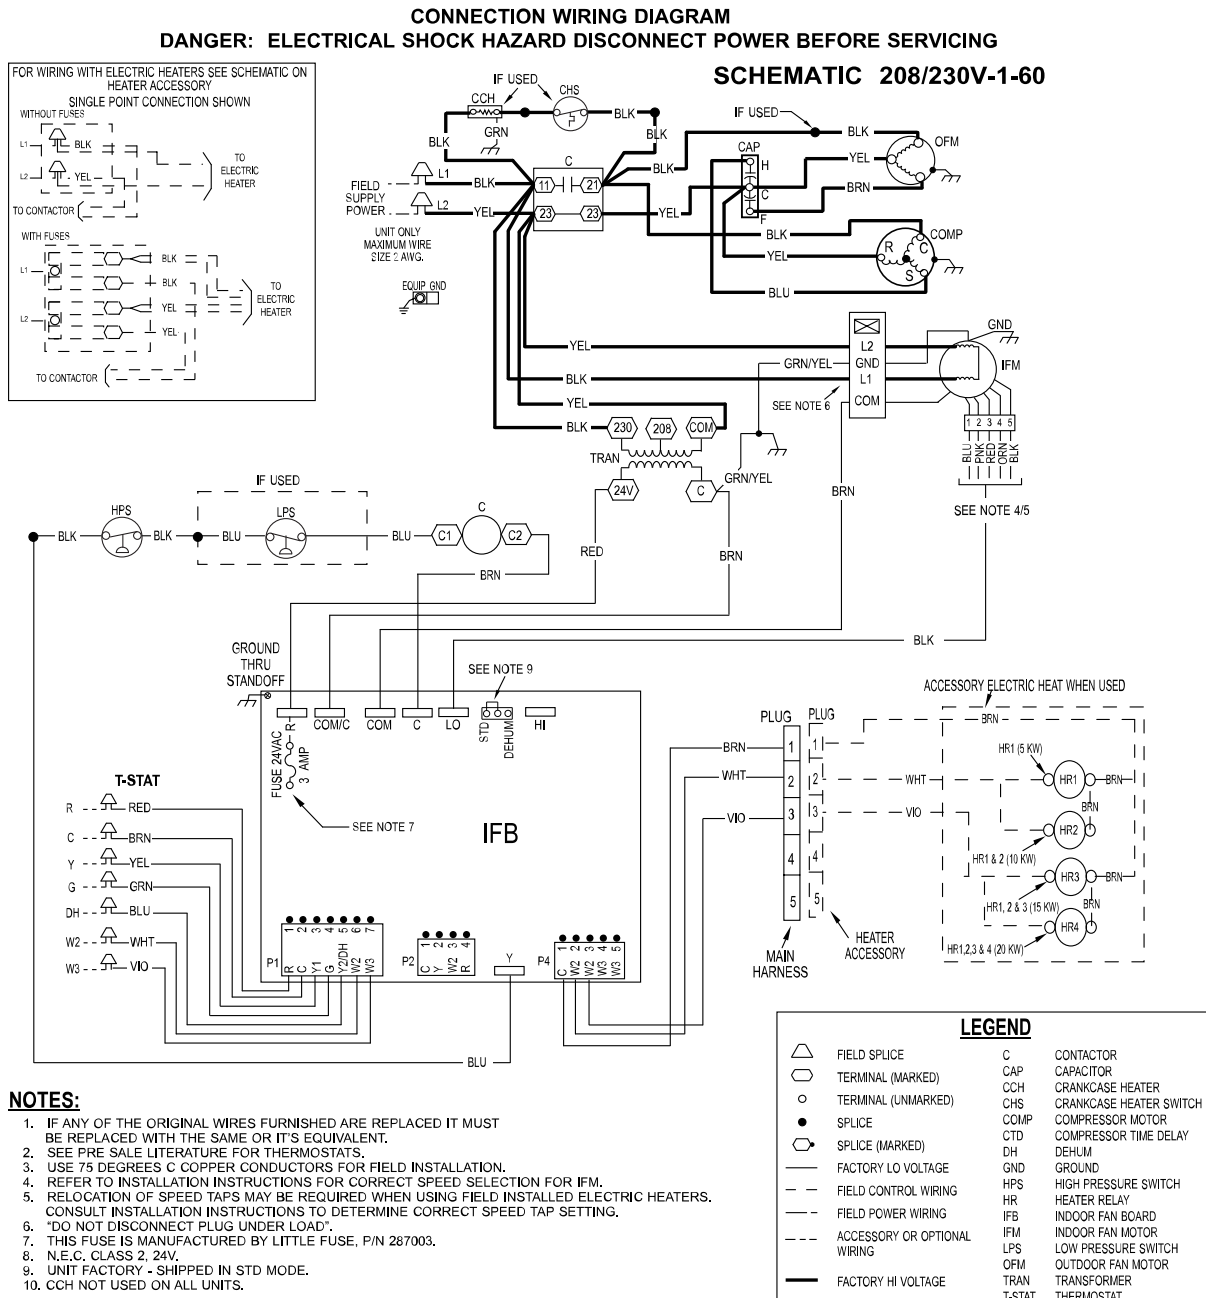 CONNECTION WIRING DIAGRAM
DANGER: ELECTRICAL SHOCK HAZARD DISCONNECT POWER BEFORE SERVICING
SCHEMATIC 208/230V-1-60
FOR WIRING WITH ELECTRIC HEATERS SEE SCHEMATIC ON
HEATER ACCESSORY
SINGLE POINT CONNECTION SHOWN
WITHOUT FUSES
L1
BLK
L2
YEL
TO
ELECTRIC
HEATER
TO CONTACTOR
WITH FUSES
BLK
L1
BLK
YEL
L2
YEL
TO
ELECTRIC
HEATER
TO CONTACTOR
IF USED
CCH
CHS
GRN
BLK
BLK
BLK
BLK
IF USED
BLK
OFM
CAP
H
C
F
YEL
BRN
FIELD
SUPPLY
POWER
L1
L2
BLK
YEL
C
11
21
23
23
YEL
UNIT ONLY
MAXIMUM WIRE
SIZE 2 AWG.
EQUIP GND
BLK
YEL
BLU
COMP
R
C
S
YEL
BLK
YEL
BLK
230
208
COM
TRAN
24V
C
GRN/YEL
GRN/YEL
L2
GND
L1
COM
SEE NOTE 6
GND
IFM
1 2 3 4 5
BLU
PNK
RED
ORN
BLK
SEE NOTE 4/5
BRN
BRN
RED
IF USED
HPS
LPS
BLK
BLK
BLU
BLU
C
C1
C2
BRN
BLK
GROUND
THRU
STANDOFF
SEE NOTE 9
R
COM/C
COM
C
LO
STD
DEHUM
HI
FUSE 24VAC
3 AMP
SEE NOTE 7
IFB
T-STAT
R RED
C BRN
Y YEL
G GRN
DH BLU
W2 WHT
W3 VIO
P1
1 2 3 4 5 6 7
R C Y1 G Y2/DH W2 W3
P2
1 2 3 4
C Y W2 R
Y
P4
1 2 3 4 5
C W2 W2 W3 W3
BLU
PLUG
PLUG
BRN
WHT
VIO
1
2
3
4
5
1
2
3
4
5
MAIN
HARNESS
HEATER
ACCESSORY
ACCESSORY ELECTRIC HEAT WHEN USED
BRN
WHT
VIO
HR1 (5 KW)
HR1
BRN
BRN
HR2
HR1 & 2 (10 KW)
HR3
BRN
BRN
HR1, 2 & 3 (15 KW)
HR4
HR1,2,3 & 4 (20 KW)
NOTES:
1. IF ANY OF THE ORIGINAL WIRES FURNISHED ARE REPLACED IT MUST
BE REPLACED WITH THE SAME OR IT'S EQUIVALENT.
2. SEE PRE SALE LITERATURE FOR THERMOSTATS.
3. USE 75 DEGREES C COPPER CONDUCTORS FOR FIELD INSTALLATION.
4. REFER TO INSTALLATION INSTRUCTIONS FOR CORRECT SPEED SELECTION FOR IFM.
5. RELOCATION OF SPEED TAPS MAY BE REQUIRED WHEN USING FIELD INSTALLED ELECTRIC HEATERS.
CONSULT INSTALLATION INSTRUCTIONS TO DETERMINE CORRECT SPEED TAP SETTING.
6. "DO NOT DISCONNECT PLUG UNDER LOAD".
7. THIS FUSE IS MANUFACTURED BY LITTLE FUSE, P/N 287003.
8. N.E.C. CLASS 2, 24V.
9. UNIT FACTORY - SHIPPED IN STD MODE.
10. CCH NOT USED ON ALL UNITS.
LEGEND
FIELD SPLICE
TERMINAL (MARKED)
TERMINAL (UNMARKED)
SPLICE
SPLICE (MARKED)
FACTORY LO VOLTAGE
FIELD CONTROL WIRING
FIELD POWER WIRING
ACCESSORY OR OPTIONAL
WIRING
FACTORY HI VOLTAGE
C CONTACTOR
CAP CAPACITOR
CCH CRANKCASE HEATER
CHS CRANKCASE HEATER SWITCH
COMP COMPRESSOR MOTOR
CTD COMPRESSOR TIME DELAY
DH DEHUM
GND GROUND
HPS HIGH PRESSURE SWITCH
HR HEATER RELAY
IFB INDOOR FAN BOARD
IFM INDOOR FAN MOTOR
LPS LOW PRESSURE SWITCH
OFM OUTDOOR FAN MOTOR
TRAN TRANSFORMER
T-STAT THERMOSTAT